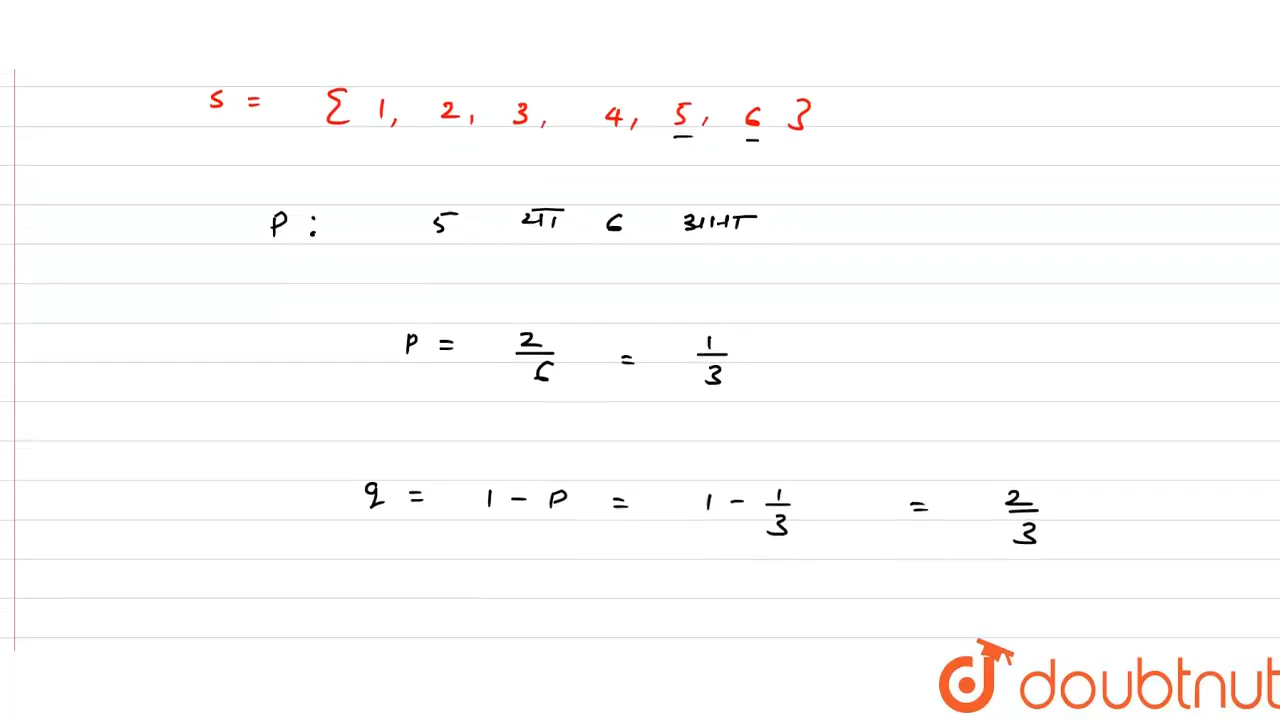 S = { 1, 2, 3, 4, 5, 6 }
P : 5 या 6 आना
P = 2/6 = 1/3
q = 1 - P = 1 - 1/3 = 2/3
doubtnut